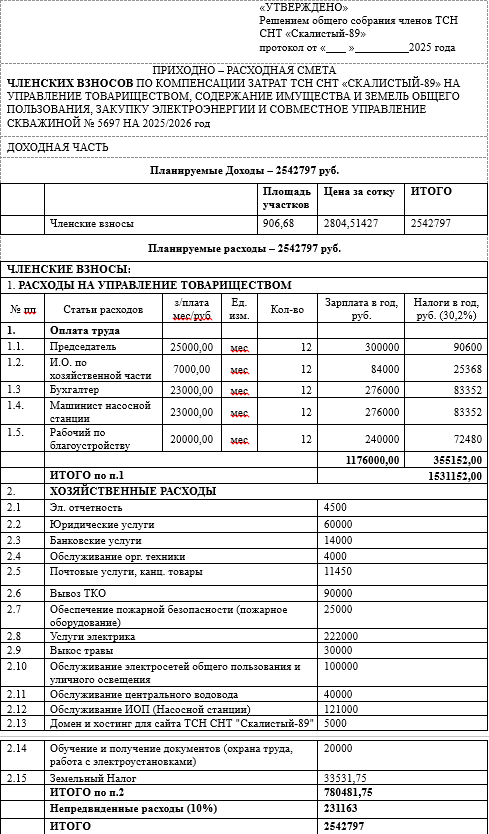 «УТВЕРЖДЕНО»
Решением общего собрания членов ТСН
СНТ «Скалистый-89»
протокол от «___ »__________2025 года
ПРИХОДНО – РАСХОДНАЯ СМЕТА
ЧЛЕНСКИХ ВЗНОСОВ ПО КОМПЕНСАЦИИ ЗАТРАТ ТСН СНТ «СКАЛИСТЫЙ-89» НА
УПРАВЛЕНИЕ ТОВАРИЩЕСТВОМ, СОДЕРЖАНИЕ ИМУЩЕСТВА И ЗЕМЕЛЬ ОБЩЕГО
ПОЛЬЗОВАНИЯ, ЗАКУПКУ ЭЛЕКТРОЭНЕРГИИ И СОВМЕСТНОЕ УПРАВЛЕНИЕ
СКВАЖИНОЙ № 5697 НА 2025/2026 год
ДОХОДНАЯ ЧАСТЬ
Планируемые Доходы – 2542797 руб.
Площадь участков Цена за сотку ИТОГО
Членские взносы 906,68 2804,51427 2542797
Планируемые расходы – 2542797 руб.
ЧЛЕНСКИЕ ВЗНОСЫ:
1. РАСХОДЫ НА УПРАВЛЕНИЕ ТОВАРИЩЕСТВОМ
№ пп Статьи расходов з/плата мес/руб Ед. изм. Кол-во Зарплата в год, руб. Налоги в год, руб. (30,2%)
1. Оплата труда
1.1. Председатель 25000,00 мес. 12 300000 90600
1.2. И.О. по хозяйственной части 7000,00 мес. 12 84000 25368
1.3 Бухгалтер 23000,00 мес. 12 276000 83352
1.4. Машинист насосной станции 23000,00 мес. 12 276000 83352
1.5. Рабочий по благоустройству 20000,00 мес. 12 240000 72480
1176000,00 355152,00
ИТОГО по п.1 1531152,00
2. ХОЗЯЙСТВЕННЫЕ РАСХОДЫ
2.1 Эл. отчетность 4500
2.2 Юридические услуги 60000
2.3 Банковские услуги 14000
2.4 Обслуживание орг. техники 4000
2.5 Почтовые услуги, канц. товары 11450
2.6 Вывоз ТКО 90000
2.7 Обеспечение пожарной безопасности (пожарное оборудование) 25000
2.8 Услуги электрика 222000
2.9 Выкос травы 30000
2.10 Обслуживание электросетей общего пользования и уличного освещения 100000
2.11 Обслуживание центрального водовода 40000
2.12 Обслуживание ИОП (Насосной станции) 121000
2.13 Домен и хостинг для сайта ТСН СНТ "Скалистый-89" 5000
2.14 Обучение и получение документов (охрана труда, работа с электроустановками) 20000
2.15 Земельный Налог 33531,75
ИТОГО по п.2 780481,75
Непредвиденные расходы (10%) 231163
ИТОГО 2542797